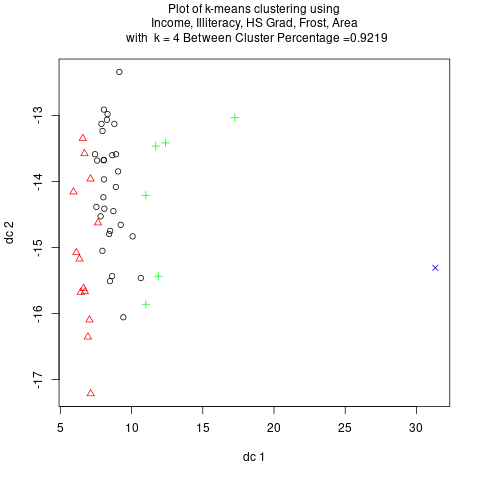 Plot of k-means clustering using
Income, Illiteracy, HS Grad, Frost, Area
with k = 4 Between Cluster Percentage =0.9219
dc 2
-13
-14
-15
-16
-17
5 10 15 20 25 30
dc 1